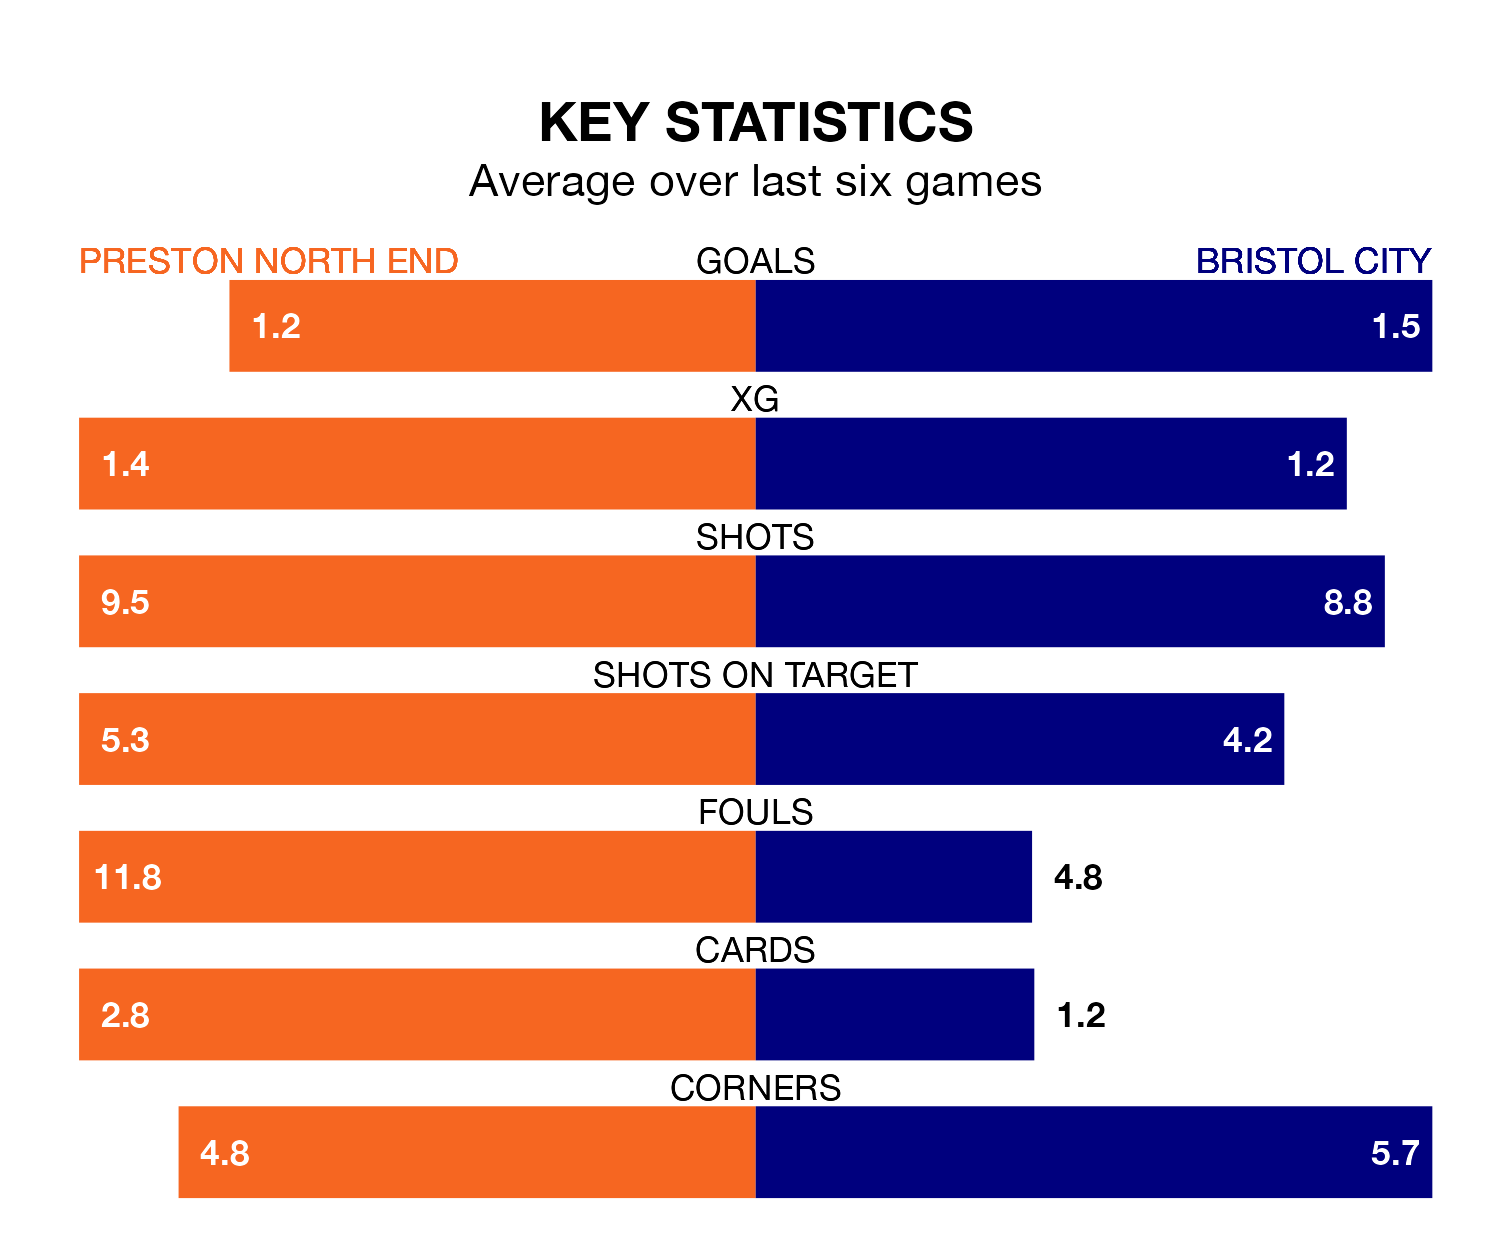 KEY STATISTICS
Average over last six games
PRESTON NORTH END GOALS BRISTOL CITY
1.2 1.5
XG
1.4 1.2
SHOTS
9.5 8.8
SHOTS ON TARGET
5.3 4.2
FOULS
11.8 4.8
CARDS
2.8 1.2
CORNERS
4.8 5.7